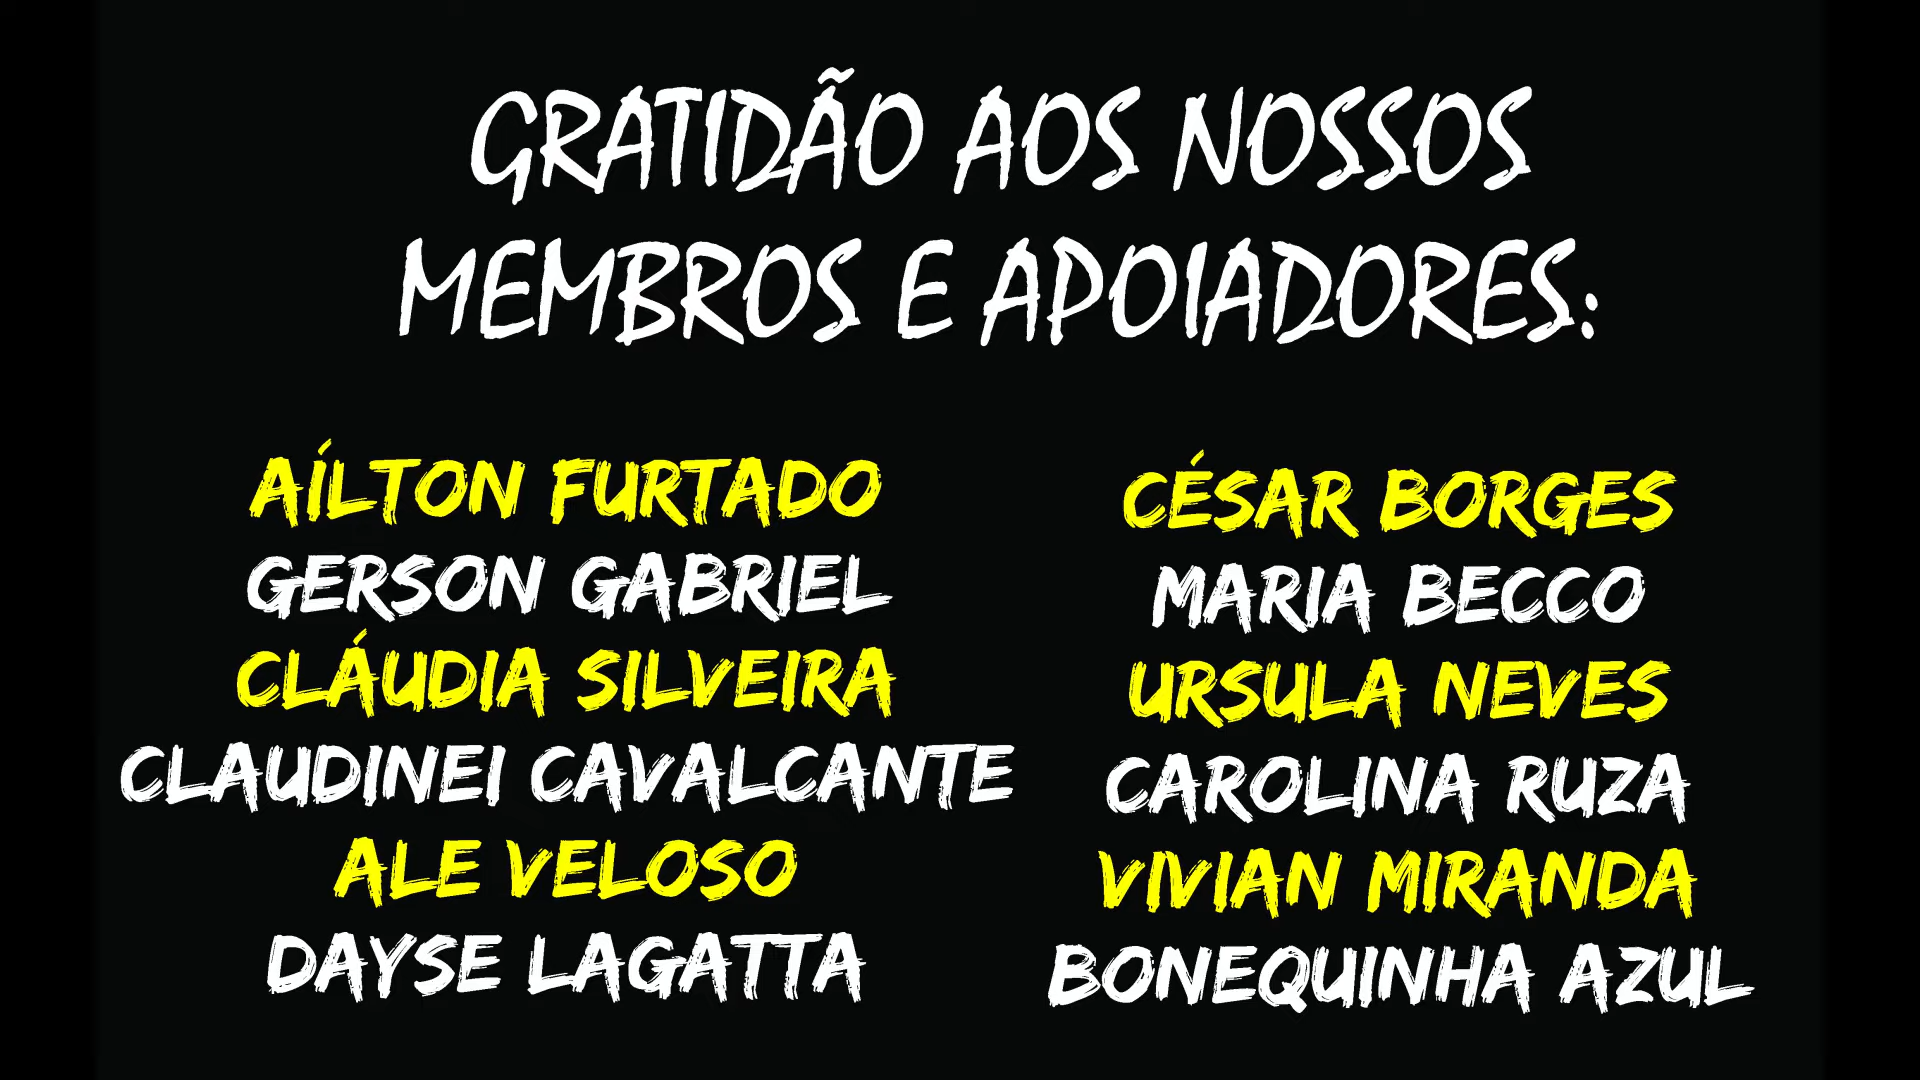 GRATIDÃO AOS NOSSOS
MEMBROS E APOIADORES:
AÍLTON FURTADO
GERSON GABRIEL
CLÁUDIA SILVEIRA
CLAUDINEI CAVALCANTE
ALE VELOSO
DAYSE LAGATTA
CÉSAR BORGES
MARIA BECCO
URSULA NEVES
CAROLINA RUZA
VIVIAN MIRANDA
BONEQUINHA AZUL